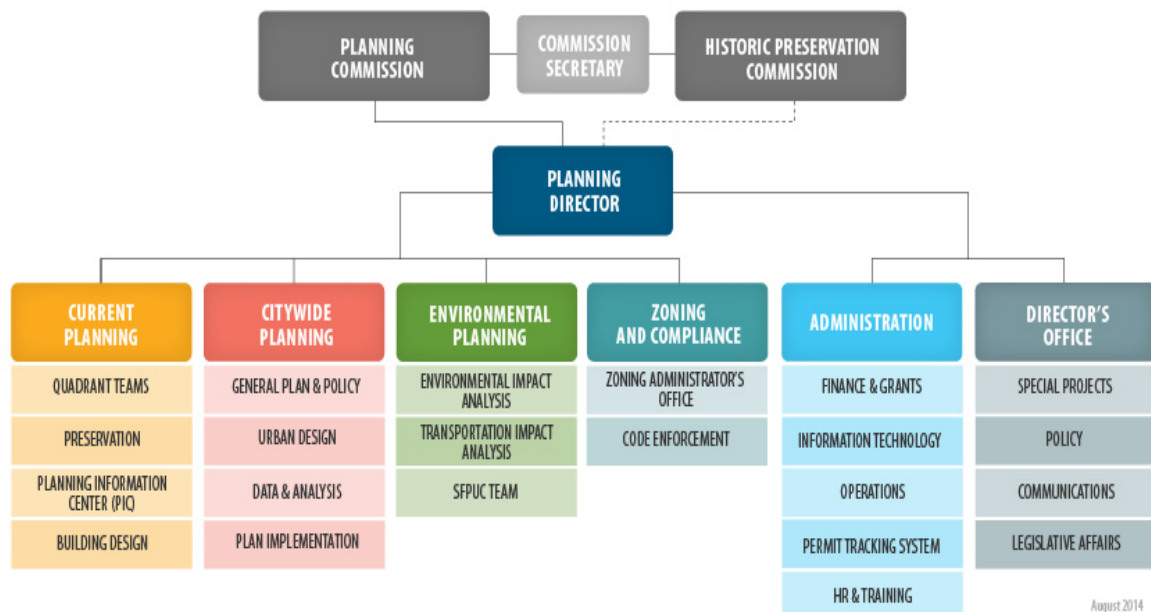 PLANNING
COMMISSION
COMMISSION
SECRETARY
HISTORIC PRESERVATION
COMMISSION
PLANNING
DIRECTOR
CURRENT
PLANNING
QUADRANT TEAMS
PRESERVATION
PLANNING INFORMATION
CENTER (PIC)
BUILDING DESIGN
CITYWIDE
PLANNING
GENERAL PLAN & POLICY
URBAN DESIGN
DATA & ANALYSIS
PLAN IMPLEMENTATION
ENVIRONMENTAL
PLANNING
ENVIRONMENTAL IMPACT
ANALYSIS
TRANSPORTATION IMPACT
ANALYSIS
SFPUC TEAM
ZONING
AND COMPLIANCE
ZONING ADMINISTRATOR'S
OFFICE
CODE ENFORCEMENT
ADMINISTRATION
FINANCE & GRANTS
INFORMATION TECHNOLOGY
OPERATIONS
PERMIT TRACKING SYSTEM
HR & TRAINING
DIRECTOR'S
OFFICE
SPECIAL PROJECTS
POLICY
COMMUNICATIONS
LEGISLATIVE AFFAIRS
August 2014